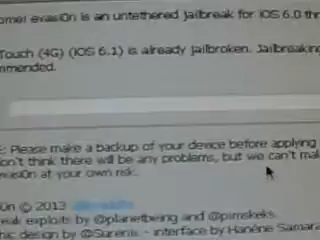 ome! evasi0n is an untethered jailbreak for iOS 6.0 thr
Touch (4G) (iOS 6.1) is already jailbroken. Jailbreaking
mmended.
E: Please make a backup of your device before applying
on't think there will be any problems, but we can't mak
evasi0n at your own risk.
0n © 2013
eak exploits by @planetbeing and @pimskeks.
hic design by @Surenix - interface by Hanéne Samara